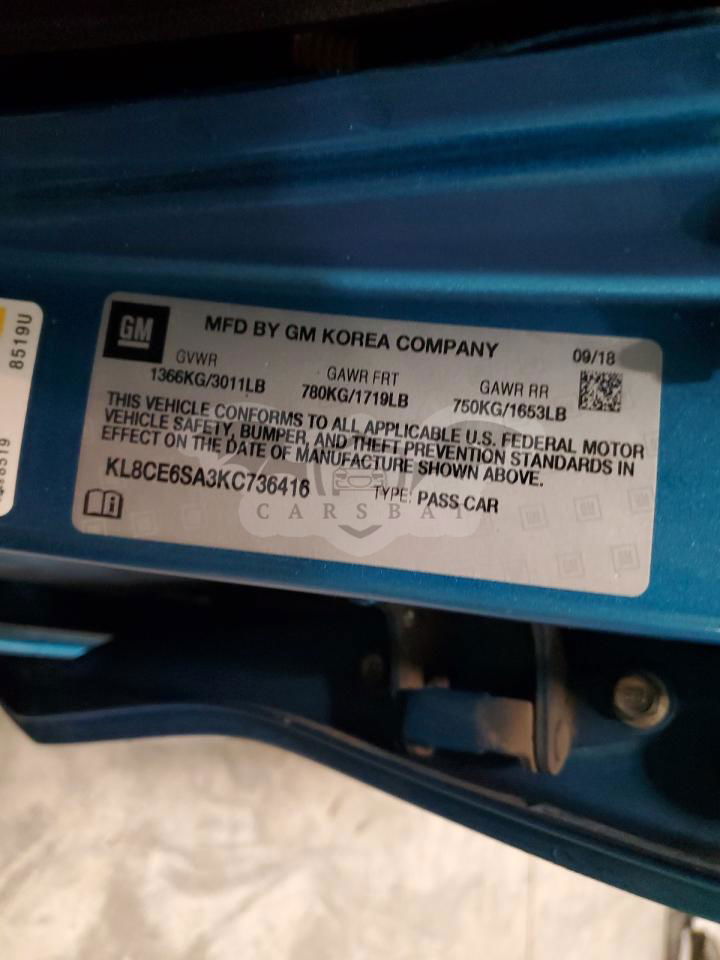 GM
MFD BY GM KOREA COMPANY
09/18
GVWR
GAWR FRT
GAWR RR
1366KG/3011LB
780KG/1719LB
750KG/1653LB
THIS VEHICLE CONFORMS TO ALL APPLICABLE U.S. FEDERAL MOTOR
VEHICLE SAFETY, BUMPER, AND THEFT PREVENTION STANDARDS IN
EFFECT ON THE DATE OF MANUFACTURE SHOWN ABOVE.
KL8CE6SA3KC736416
TYPE: PASS CAR
CARSBAT
8519U